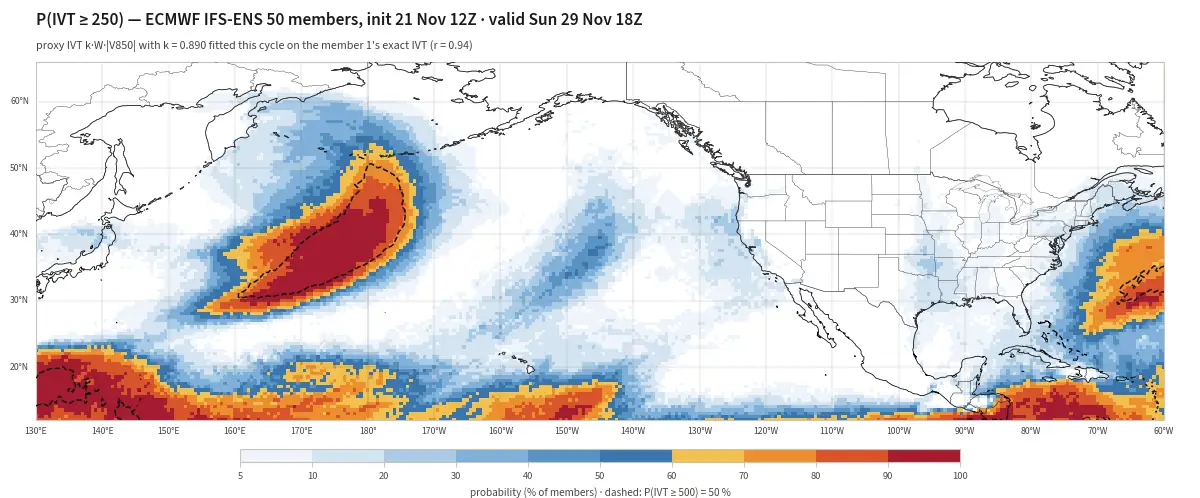 P(IVT ≥ 250) — ECMWF IFS-ENS 50 members, init 21 Nov 12Z · valid Sun 29 Nov 18Z
proxy IVT k·W·|V850| with k = 0.890 fitted this cycle on the member 1's exact IVT (r = 0.94)
60°N
50°N
40°N
30°N
20°N
130°E 140°E 150°E 160°E 170°E 180° 170°W 160°W 150°W 140°W 130°W 120°W 110°W 100°W 90°W 80°W 70°W 60°W
5 10 20 30 40 50 60 70 80 90 100
probability (% of members) · dashed: P(IVT ≥ 500) = 50 %